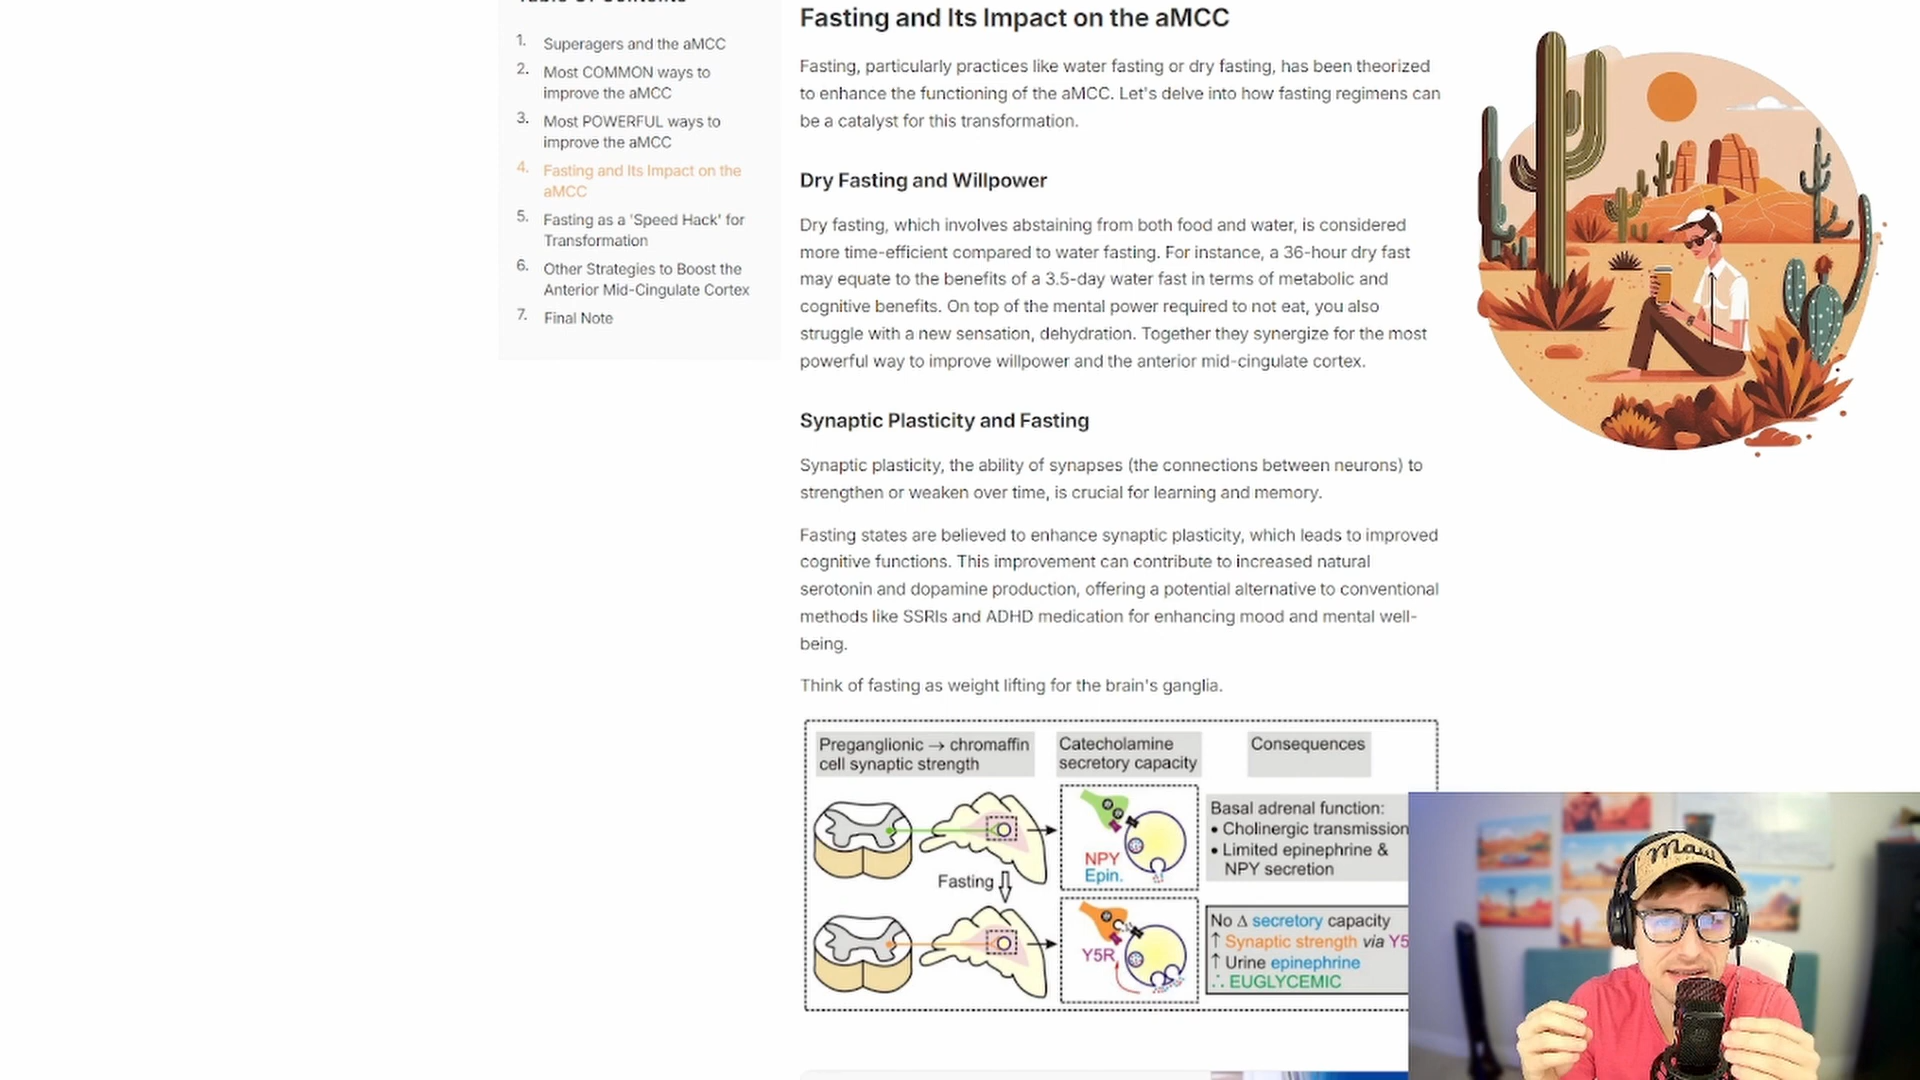 Table Of Contents
1. Superagers and the aMCC
2. Most COMMON ways to
improve the aMCC
3. Most POWERFUL ways to
improve the aMCC
4. Fasting and Its Impact on the
aMCC
5. Fasting as a 'Speed Hack' for
Transformation
6. Other Strategies to Boost the
Anterior Mid-Cingulate Cortex
7. Final Note
Fasting and Its Impact on the aMCC
Fasting, particularly practices like water fasting or dry fasting, has been theorized
to enhance the functioning of the aMCC. Let's delve into how fasting regimens can
be a catalyst for this transformation.
Dry Fasting and Willpower
Dry fasting, which involves abstaining from both food and water, is considered
more time-efficient compared to water fasting. For instance, a 36-hour dry fast
may equate to the benefits of a 3.5-day water fast in terms of metabolic and
cognitive benefits. On top of the mental power required to not eat, you also
struggle with a new sensation, dehydration. Together they synergize for the most
powerful way to improve willpower and the anterior mid-cingulate cortex.
Synaptic Plasticity and Fasting
Synaptic plasticity, the ability of synapses (the connections between neurons) to
strengthen or weaken over time, is crucial for learning and memory.
Fasting states are believed to enhance synaptic plasticity, which leads to improved
cognitive functions. This improvement can contribute to increased natural
serotonin and dopamine production, offering a potential alternative to conventional
methods like SSRIs and ADHD medication for enhancing mood and mental well-
being.
Think of fasting as weight lifting for the brain's ganglia.
Preganglionic → chromaffin
cell synaptic strength
Catecholamine
secretory capacity
Consequences
NPY
Epin.
Basal adrenal function:
• Cholinergic transmission
• Limited epinephrine &
NPY secretion
Fasting
Y5R
No Δ secretory capacity
↑ Synaptic strength via Y5
↑ Urine epinephrine
∴ EUGLYCEMIC
Maui